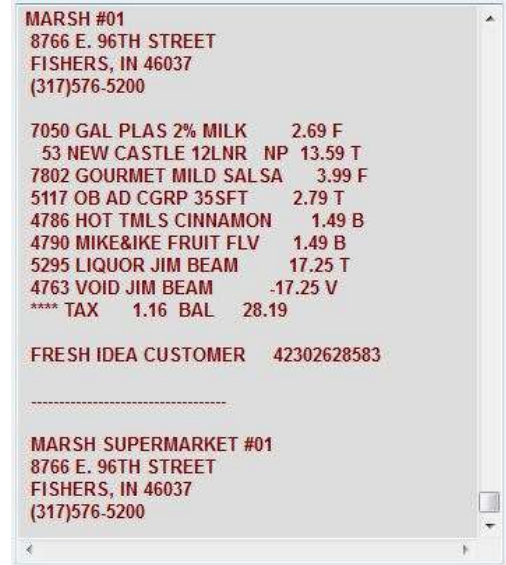 MARSH #01
8766 E. 96TH STREET
FISHERS, IN 46037
(317)576-5200
7050 GAL PLAS 2% MILK 2.69 F
53 NEW CASTLE 12LNR NP 13.59 T
7802 GOURMET MILD SALSA 3.99 F
5117 OB AD CGRP 35SFT 2.79 T
4786 HOT TMLS CINNAMON 1.49 B
4790 MIKE&IKE FRUIT FLV 1.49 B
5295 LIQUOR JIM BEAM 17.25 T
4763 VOID JIM BEAM -17.25 V
**** TAX 1.16 BAL 28.19
FRESH IDEA CUSTOMER 42302628583
-----------------------------------
MARSH SUPERMARKET #01
8766 E. 96TH STREET
FISHERS, IN 46037
(317)576-5200